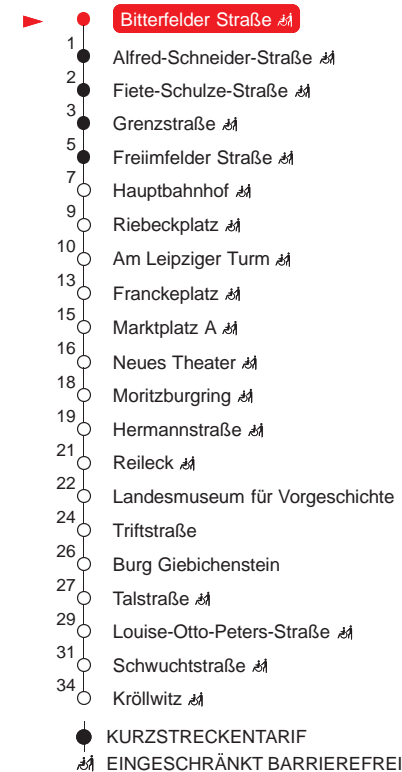 Bitterfelder Straße
1
Alfred-Schneider-Straße
2
Fiete-Schulze-Straße
3
Grenzstraße
5
Freiimfelder Straße
7
Hauptbahnhof
9
Riebeckplatz
10
Am Leipziger Turm
13
Franckeplatz
15
Marktplatz A
16
Neues Theater
18
Moritzburgring
19
Hermannstraße
21
Reileck
22
Landesmuseum für Vorgeschichte
24
Triftstraße
26
Burg Giebichenstein
27
Talstraße
29
Louise-Otto-Peters-Straße
31
Schwuchtstraße
34
Kröllwitz
KURZSTRECKENTARIF
EINGESCHRÄNKT BARRIEREFREI